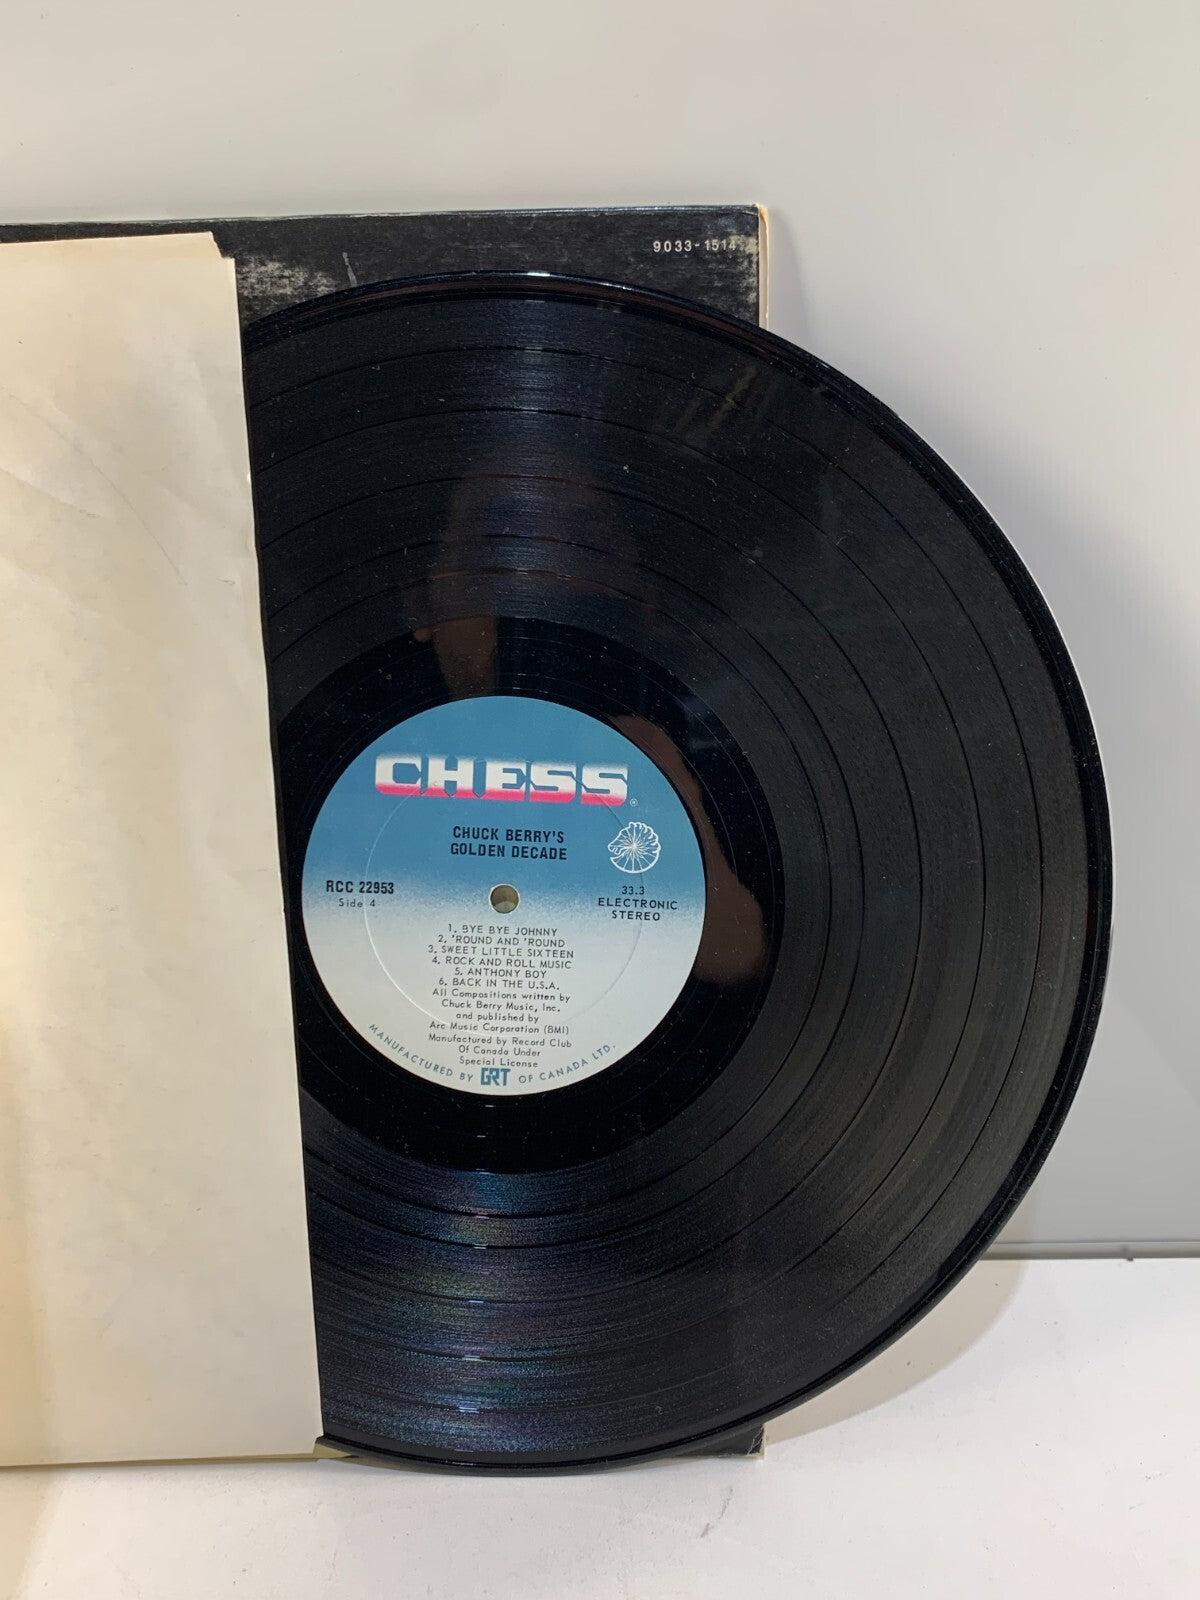 9033-1514
CHESS®
CHUCK BERRY'S
GOLDEN DECADE
RCC 22953
Side 4
33.3
ELECTRONIC
STEREO
1. BYE BYE JOHNNY
2. 'ROUND AND 'ROUND
3. SWEET LITTLE SIXTEEN
4. ROCK AND ROLL MUSIC
5. ANTHONY BOY
6. BACK IN THE U.S.A.
All Compositions written by
Chuck Berry Music, Inc.
and published by
Arc Music Corporation (BMI)
Manufactured by Record Club
Of Canada Under
Special License
MANUFACTURED BY GRT OF CANADA LTD.